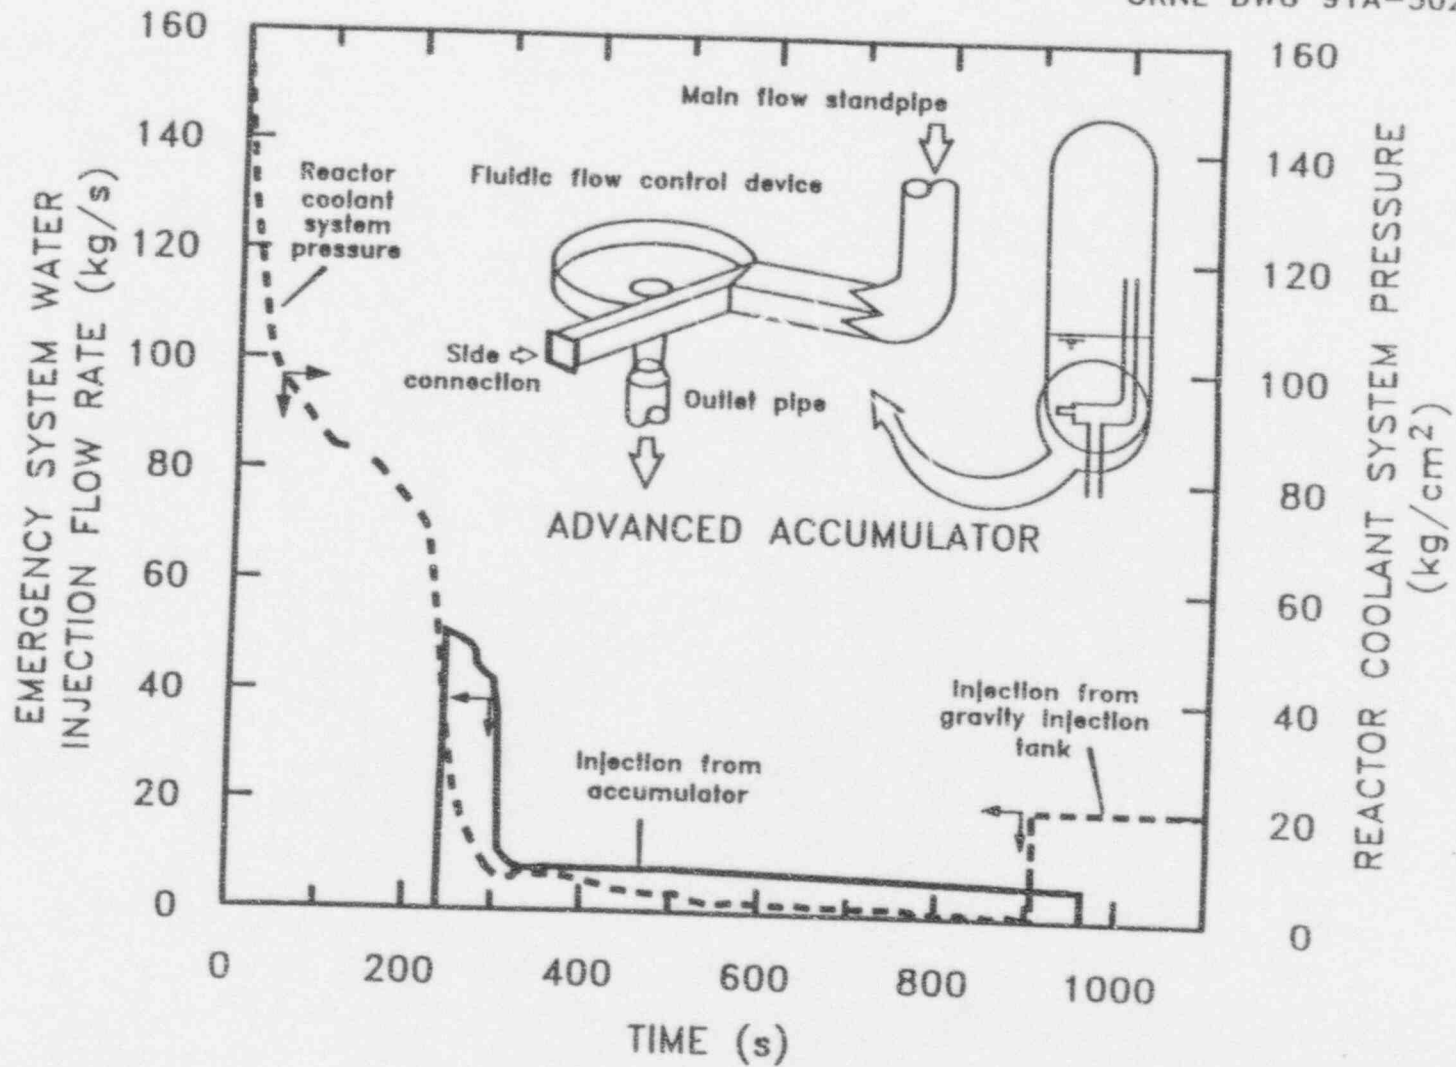 160
140
120
100
80
60
40
20
0
EMERGENCY SYSTEM WATER
INJECTION FLOW RATE (kg/s)
Reactor
coolant
system
pressure
Main flow standpipe
Fluidic flow control device
Side
connection
Outlet pipe
ADVANCED ACCUMULATOR
Injection from
accumulator
Injection from
gravity injection
tank
160
140
120
100
80
60
40
20
0
REACTOR COOLANT SYSTEM PRESSURE
(kg/cm²)
0 200 400 600 800 1000
TIME (s)